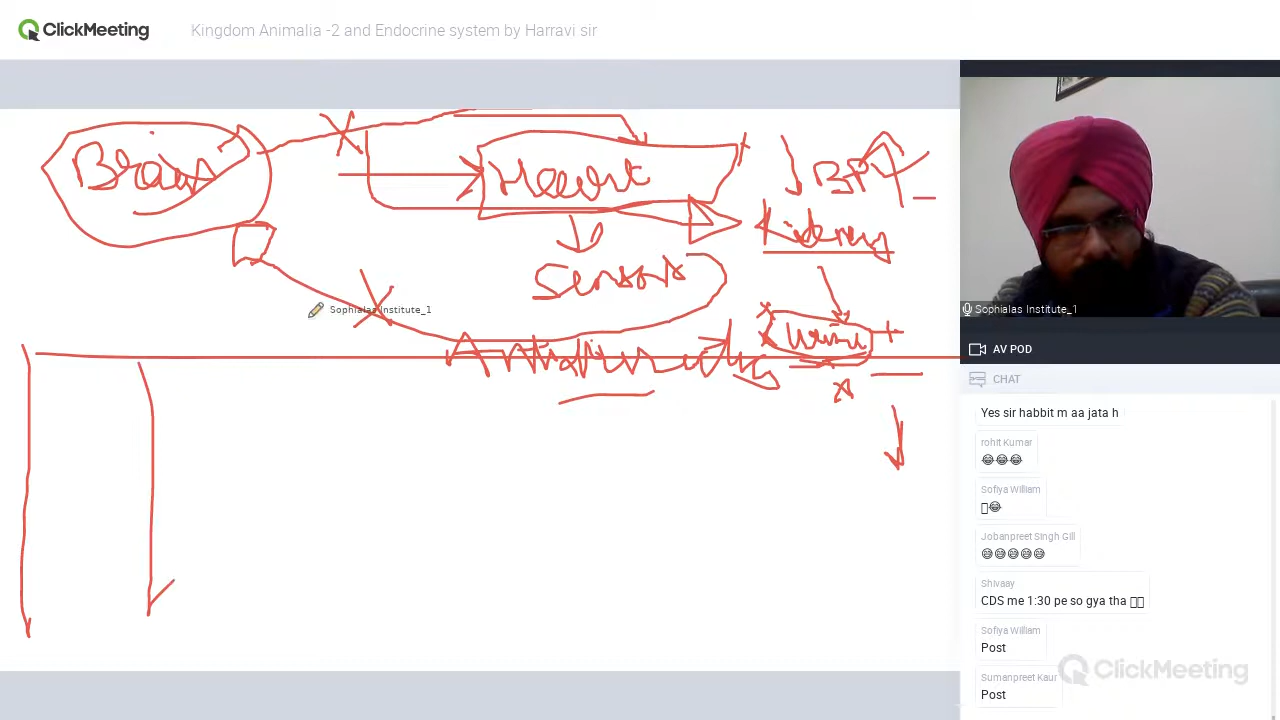 ClickMeeting
Kingdom Animalia -2 and Endocrine system by Harravi sir
Brain
Heart
BP
Kidney
Sensors
Sophialas Institute_1
Urine
Sophialas Institute_1
AV POD
CHAT
Yes sir habbit m aa jata h
rohit Kumar
😂😂😂
Sofiya William
😂
Jobanpreet SIngh Gill
😅😅😅😅😅
Shivaay
CDS me 1:30 pe so gya tha
Sofiya William
Post
Sumanpreet Kaur
Post
ClickMeeting